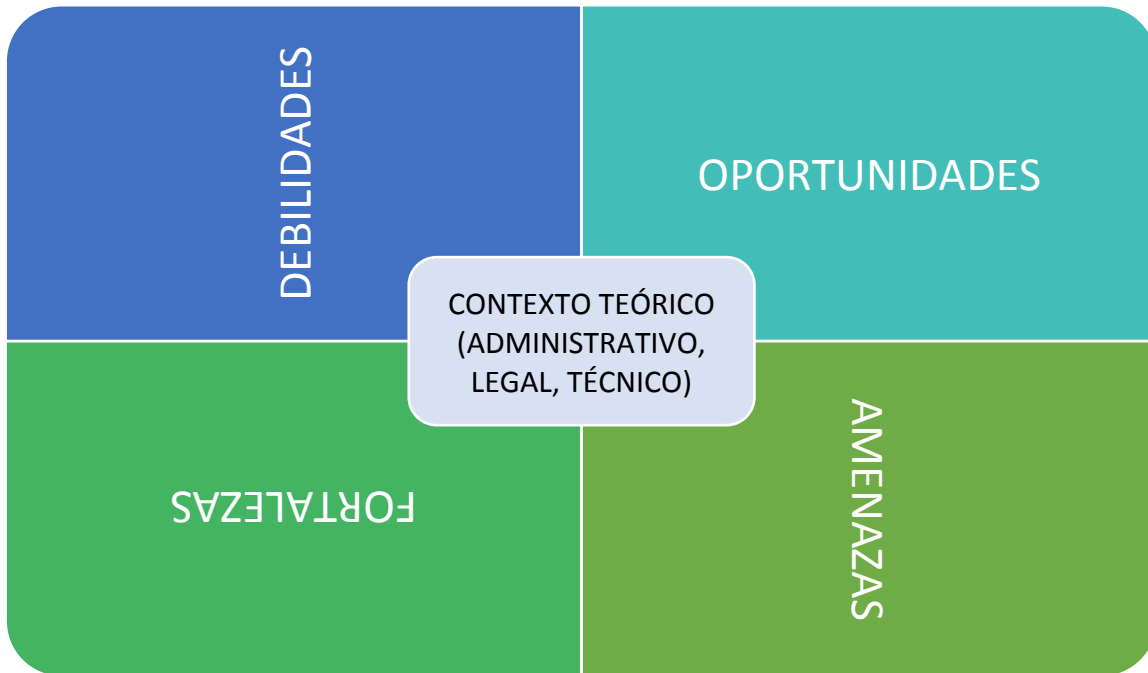 DEBILIDADES
OPORTUNIDADES
CONTEXTO TEÓRICO
(ADMINISTRATIVO,
LEGAL, TÉCNICO)
FORTALEZAS
AMENAZAS